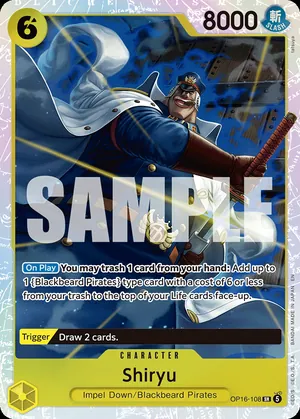 6
8000
斬
SLASH
SAMPLE
On Play You may trash 1 card from your hand: Add up to
1 {Blackbeard Pirates} type card with a cost of 6 or less
from your trash to the top of your Life cards face-up.
Trigger Draw 2 cards.
CHARACTER
Shiryu
Impel Down/Blackbeard Pirates
OP16-108 SR 5